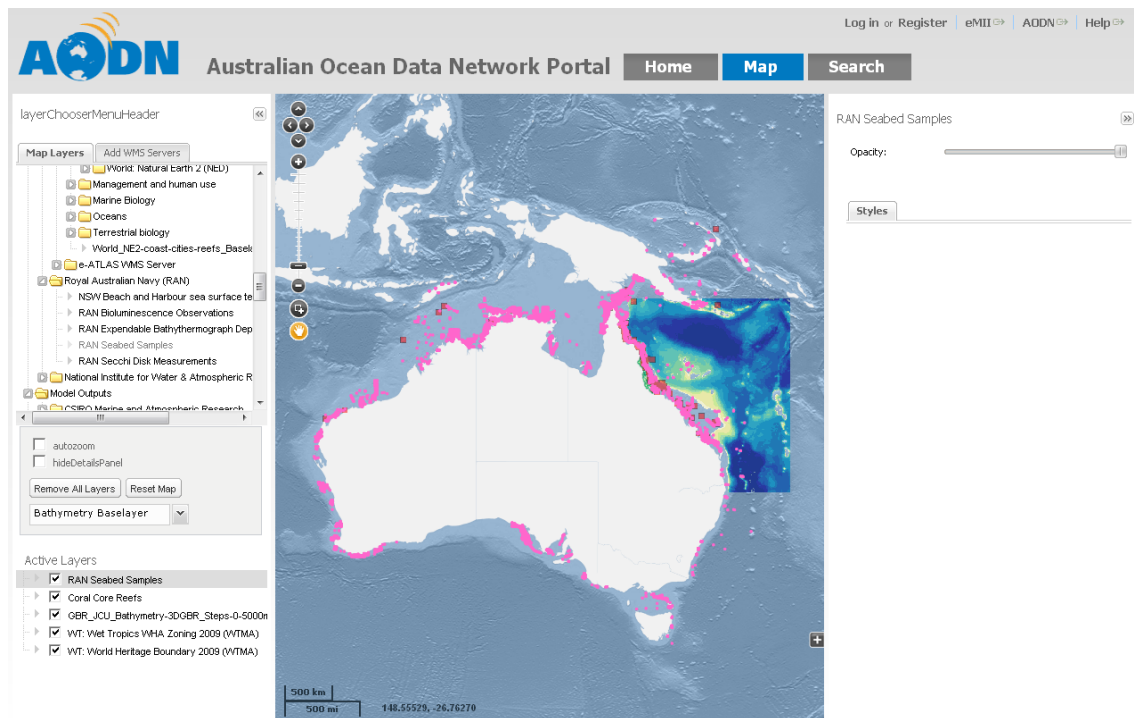 Log in or Register eMII AODN Help
AODN
Australian Ocean Data Network Portal Home Map Search
layerChooserMenuHeader
Map Layers Add WMS Servers
World: Natural Earth 2 (NED)
Management and human use
Marine Biology
Oceans
Terrestrial biology
World_NE2-coast-cities-reefs_Basel
e-ATLAS WMS Server
Royal Australian Navy (RAN)
NSW Beach and Harbour sea surface te
RAN Bioluminescence Observations
RAN Expendable Bathythermograph Dep
RAN Seabed Samples
RAN Secchi Disk Measurements
National Institute for Water & Atmospheric R
Model Outputs
CSIRO Marine and Atmospheric Research
autozoom
hideDetailsPanel
Remove All Layers Reset Map
Bathymetry Baselayer
Active Layers
RAN Seabed Samples
Coral Core Reefs
GBR_JCU_Bathymetry-3DGBR_Steps-0-5000m
WT: Wet Tropics WHA Zoning 2009 (WTMA)
WT: World Heritage Boundary 2009 (WTMA)
500 km
500 mi
148.55529, -26.76270
RAN Seabed Samples
Opacity:
Styles